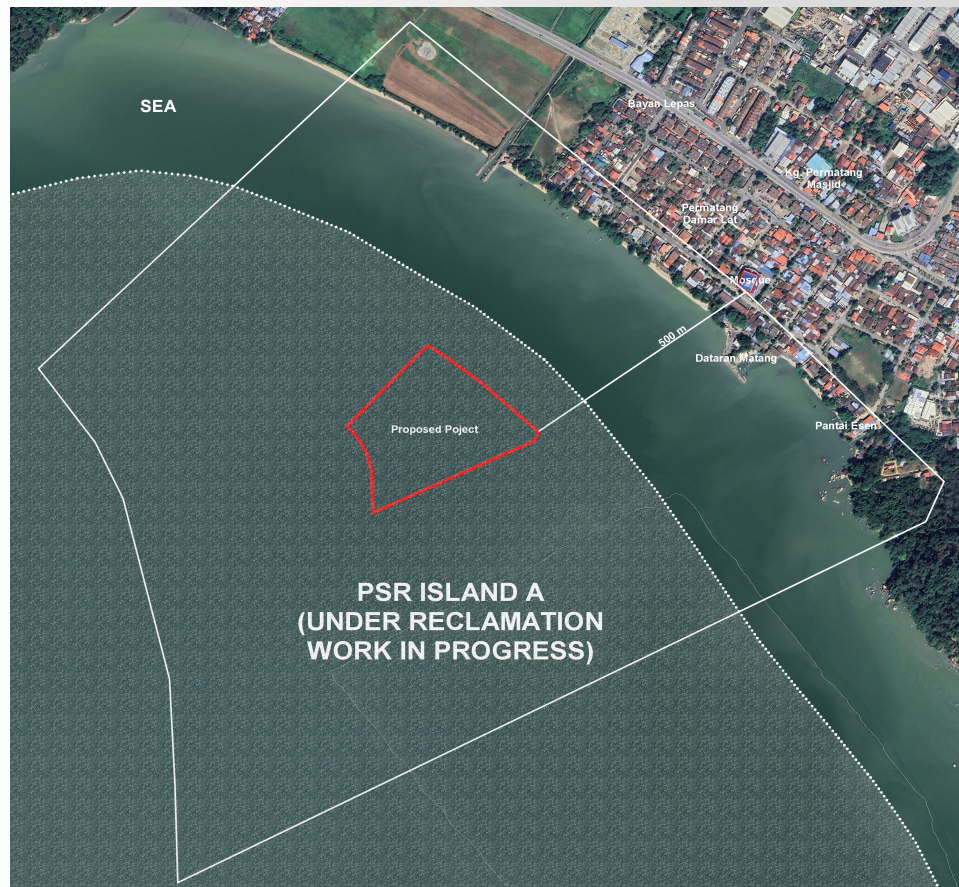 SEA
Bayan Lepas
Kg. Permatang
Masjid
Permatang
Damar Lat
Mosque
500 m
Dataran Matang
Pantai Esen
Proposed Poject
PSR ISLAND A
(UNDER RECLAMATION
WORK IN PROGRESS)